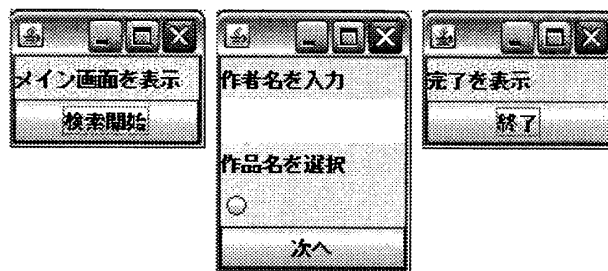 メイン画面を表示
検索開始
作者名を入力
作品名を選択
次へ
完了を表示
終了